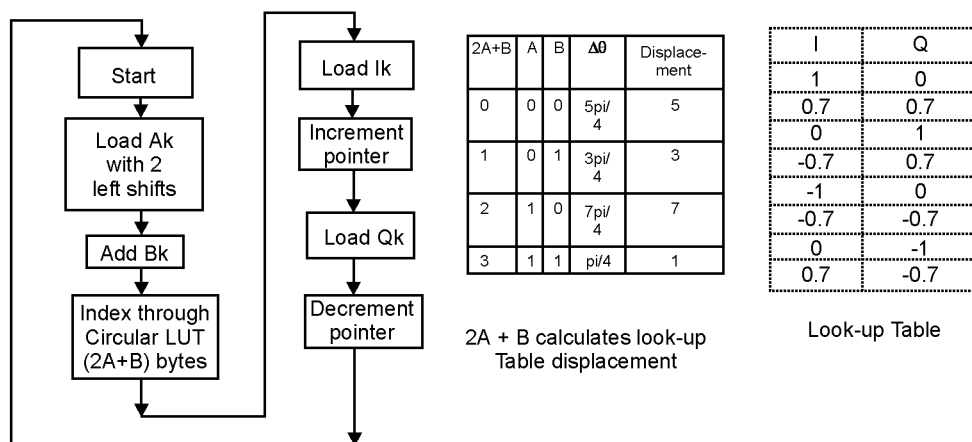 Start
Load Ak
with 2
left shifts
Add Bk
Index through
Circular LUT
(2A+B) bytes
Load Ik
Increment
pointer
Load Qk
Decrement
pointer
2A+B A B Δθ Displace-
ment
0 0 0 5pi/
4 5
1 0 1 3pi/
4 3
2 1 0 7pi/
4 7
3 1 1 pi/4 1
2A + B calculates look-up
Table displacement
I Q
1 0
0.7 0.7
0 1
-0.7 0.7
-1 0
-0.7 -0.7
0 -1
0.7 -0.7
Look-up Table